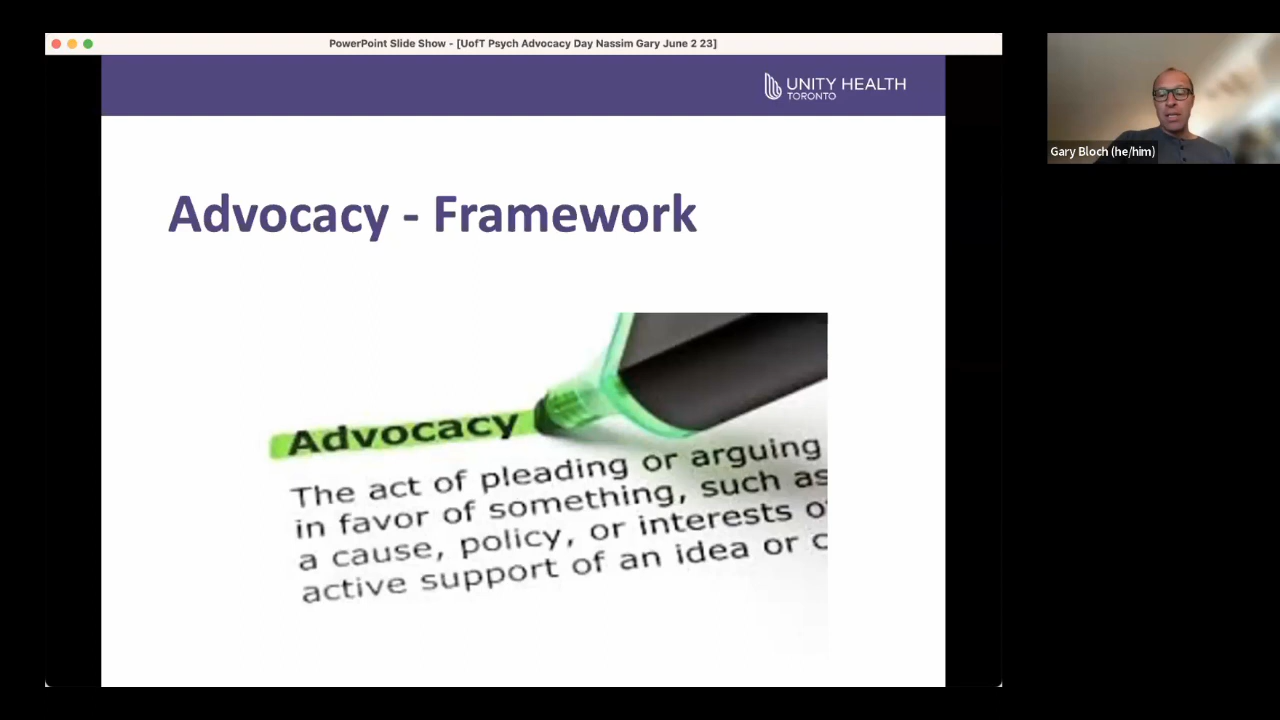 PowerPoint Slide Show - [UofT Psych Advocacy Day Nassim Gary June 2 23]
UNITY HEALTH
TORONTO
Gary Bloch (he/him)
Advocacy - Framework
Advocacy
The act of pleading or arguing
in favor of something, such as
a cause, policy, or interests
active support of an idea or